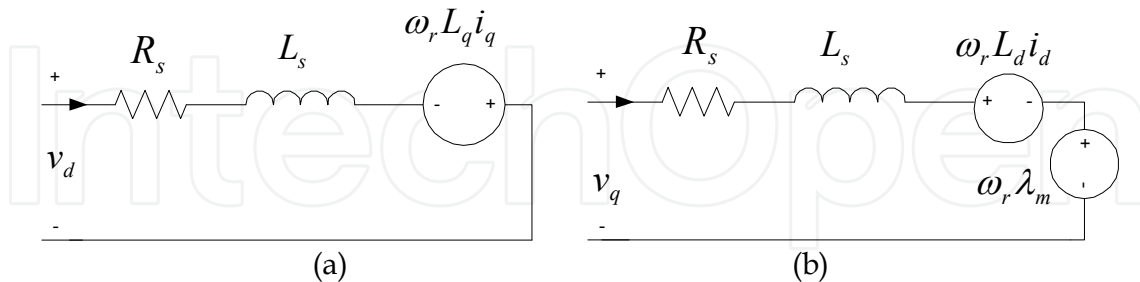 ω_r L_q i_q
R_s
L_s
+
-
+
v_d
-
(a)
R_s
L_s
ω_r L_d i_d
+
+
-
+
-
v_q
ω_r λ_m
-
(b)
IntechOpen